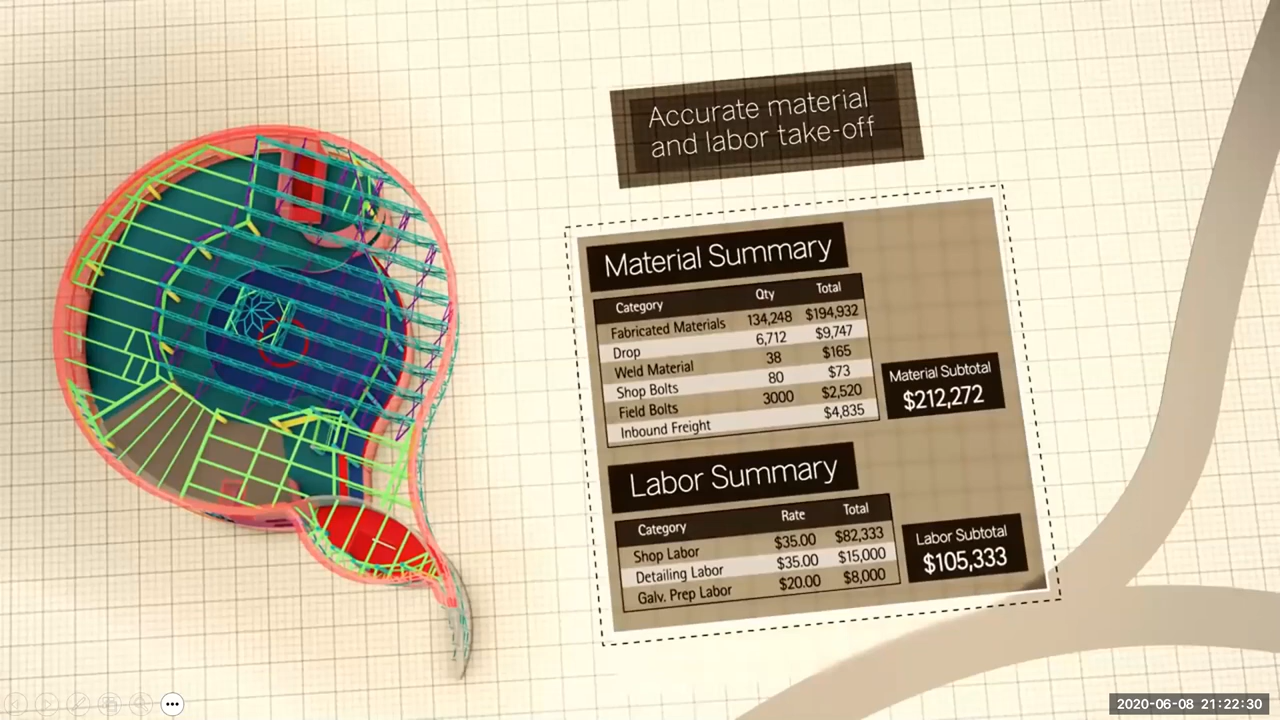 Accurate material
and labor take-off
Material Summary
Category Qty Total
Fabricated Materials 134,248 $194,932
Drop 6,712 $9,747
Weld Material 38 $165
Shop Bolts 80 $73
Field Bolts 3000 $2,520
Inbound Freight $4,835
Material Subtotal
$212,272
Labor Summary
Category Rate Total
Shop Labor $35.00 $82,333
Detailing Labor $35.00 $15,000
Galv. Prep Labor $20.00 $8,000
Labor Subtotal
$105,333
2020-06-08 21:22:30